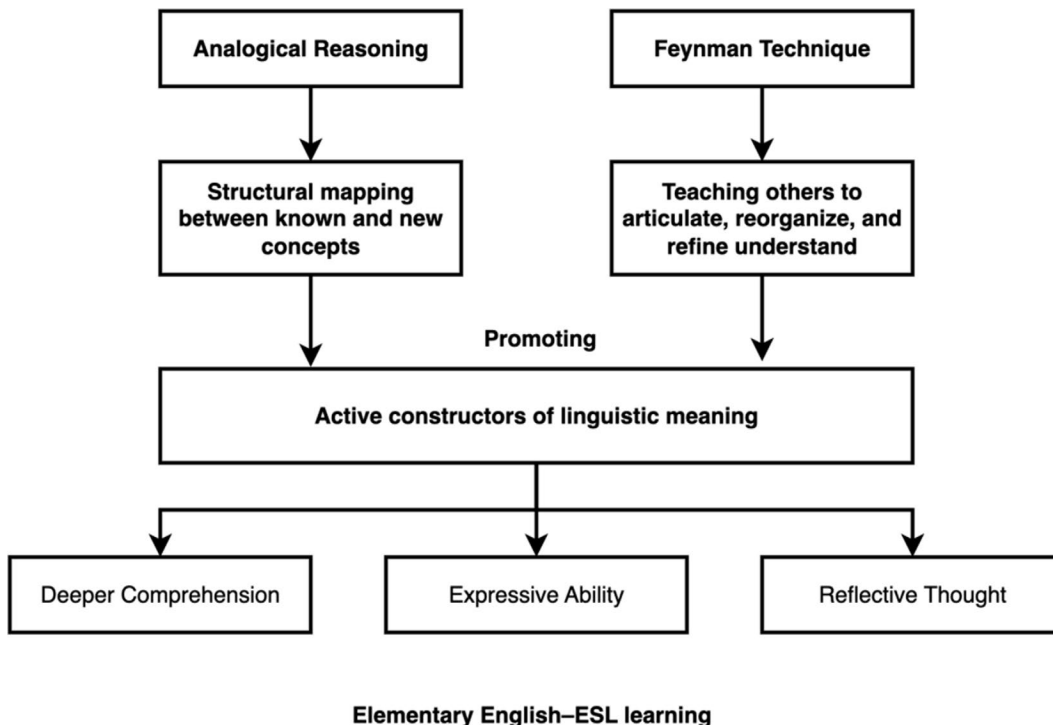 Analogical Reasoning
Feynman Technique
Structural mapping
between known and new
concepts
Teaching others to
articulate, reorganize, and
refine understand
Promoting
Active constructors of linguistic meaning
Deeper Comprehension
Expressive Ability
Reflective Thought
Elementary English–ESL learning